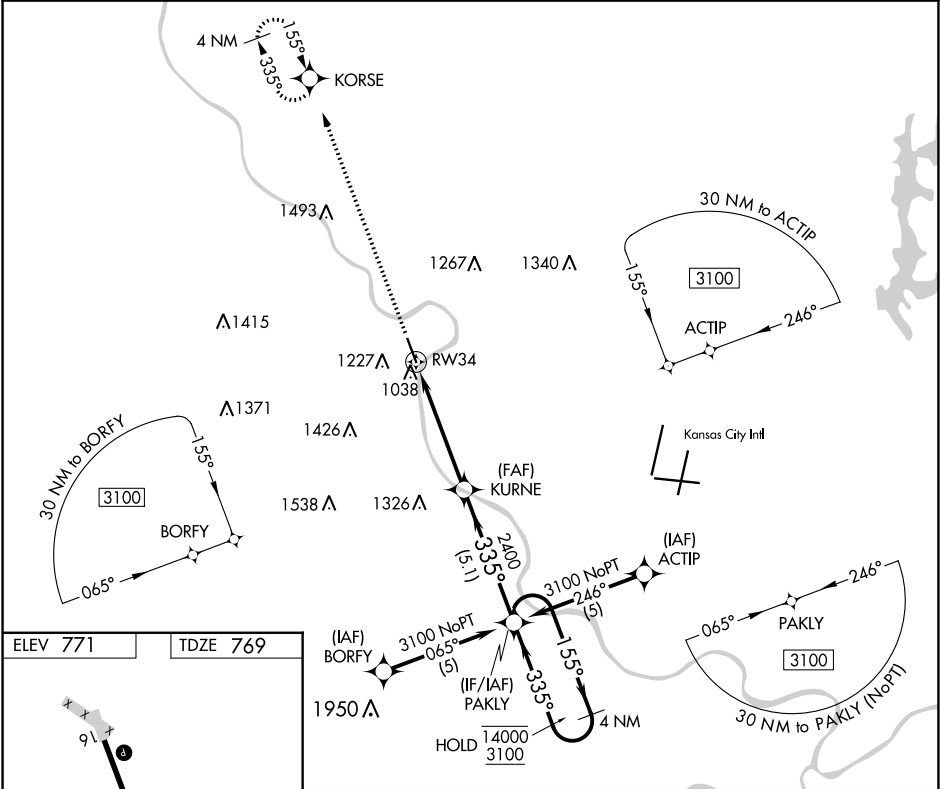 4 NM
155°
335°
KORSE
1493
30 NM to ACTIP
1267
1340
155°
3100
246°
ACTIP
1415
1227
RW34
1038
1371
30 NM to BORFY
155°
1426
Kansas City Intl
3100
(FAF)
KURNE
1538
1326
BORFY
065°
2400
335°
(5.1)
(IAF)
ACTIP
3100 NoPT
246°
(5)
246°
065°
PAKLY
3100
30 NM to PAKLY (NoPT)
ELEV 771
TDZE 769
(IAF)
BORFY
3100 NoPT
065°
(5)
(IF/IAF)
PAKLY
155°
335°
1950
4 NM
HOLD
14000
3100
X X X
16
P